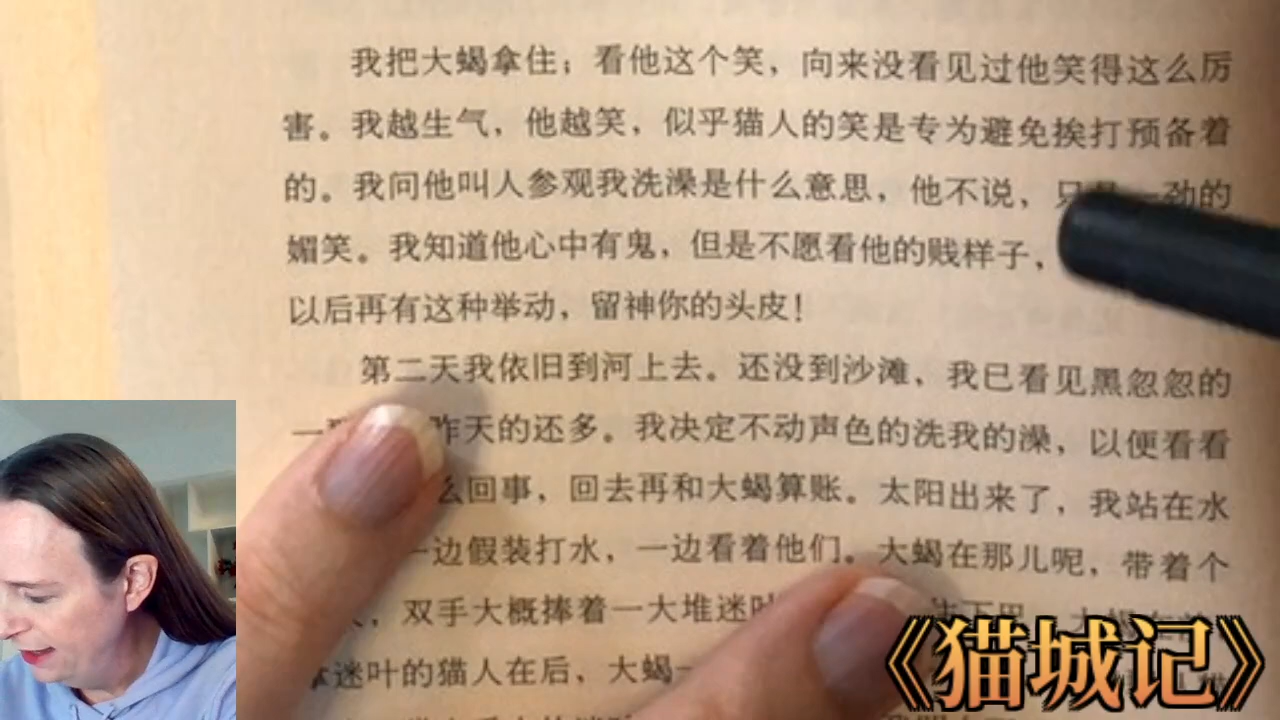 我把大蝎拿住；看他这个笑，向来没看见过他笑得这么厉
害。我越生气，他越笑，似乎猫人的笑是专为避免挨打预备着
的。我问他叫人参观我洗澡是什么意思，他不说，只是一劲的
媚笑。我知道他心中有鬼，但是不愿看他的贱样子，
以后再有这种举动，留神你的头皮！
第二天我依旧到河上去。还没到沙滩，我已看见黑忽忽的
一 昨天的还多。我决定不动声色的洗我的澡，以便看看
么回事，回去再和大蝎算账。太阳出来了，我站在水
一边假装打水，一边看着他们。大蝎在那儿呢，带着个
，双手大概捧着一大堆迷叶
迷叶的猫人在后，大蝎一
《猫城记》